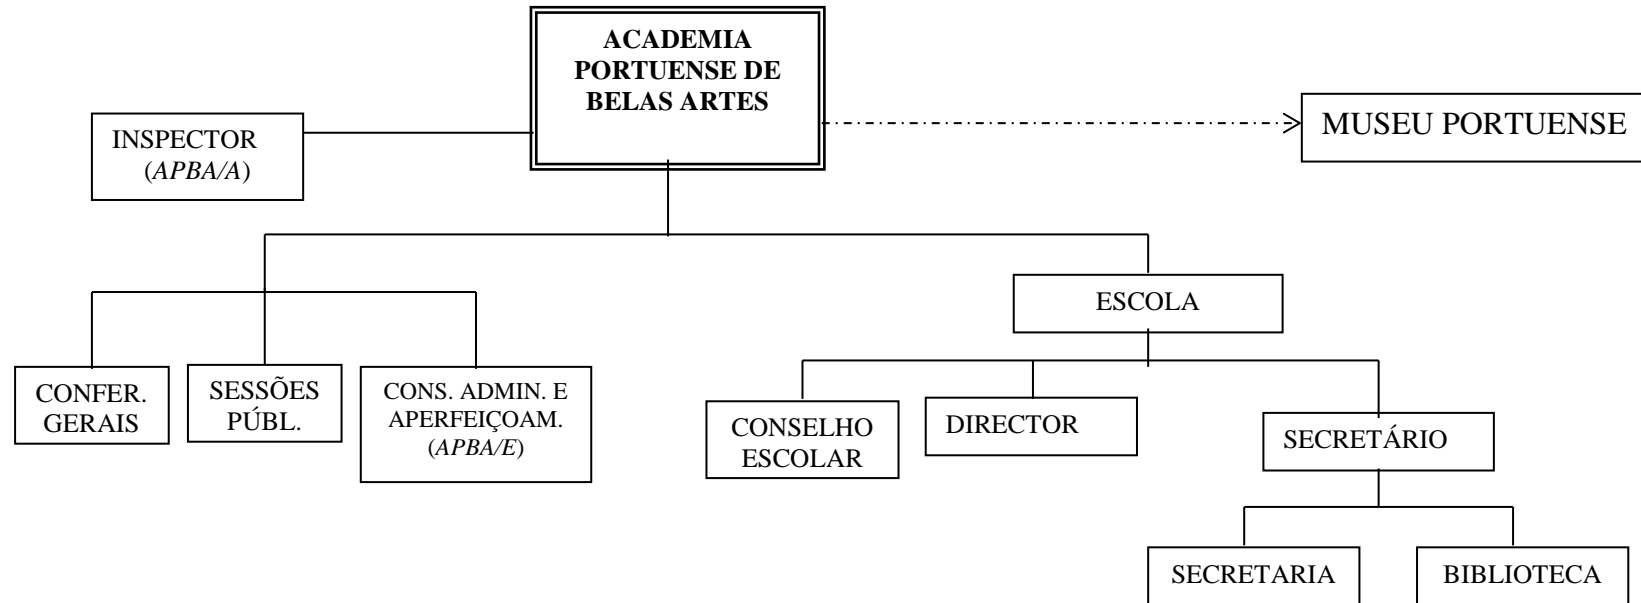 ACADEMIA
PORTUENSE DE
BELAS ARTES
INSPECTOR
(APBA/A)
MUSEU PORTUENSE
ESCOLA
CONFER.
GERAIS
SESSÕES
PÚBL.
CONS. ADMIN. E
APERFEIÇOAM.
(APBA/E)
CONSELHO
ESCOLAR
DIRECTOR
SECRETÁRIO
SECRETARIA
BIBLIOTECA